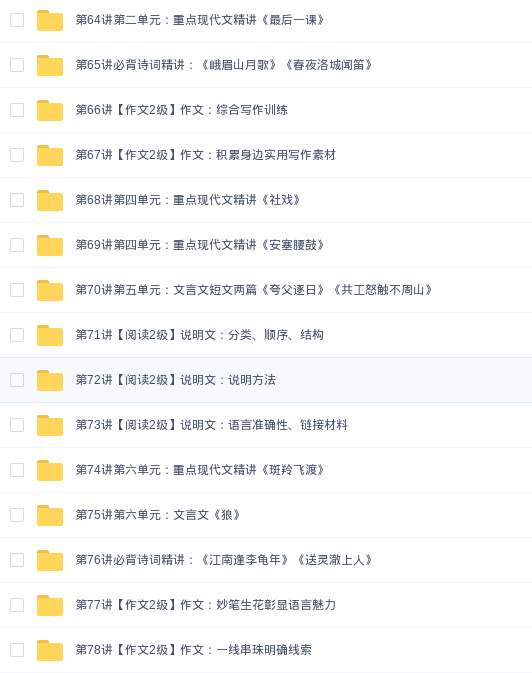 第64讲第二单元：重点现代文精讲《最后一课》
第65讲必背诗词精讲：《峨眉山月歌》《春夜洛城闻笛》
第66讲【作文2级】作文：综合写作训练
第67讲【作文2级】作文：积累身边实用写作素材
第68讲第四单元：重点现代文精讲《社戏》
第69讲第四单元：重点现代文精讲《安塞腰鼓》
第70讲第五单元：文言文短文两篇《夸父逐日》《共工怒触不周山》
第71讲【阅读2级】说明文：分类、顺序、结构
第72讲【阅读2级】说明文：说明方法
第73讲【阅读2级】说明文：语言准确性、链接材料
第74讲第六单元：重点现代文精讲《斑羚飞渡》
第75讲第六单元：文言文《狼》
第76讲必背诗词精讲：《江南逢李龟年》《送灵澈上人》
第77讲【作文2级】作文：妙笔生花彰显语言魅力
第78讲【作文2级】作文：一线串珠明确线索